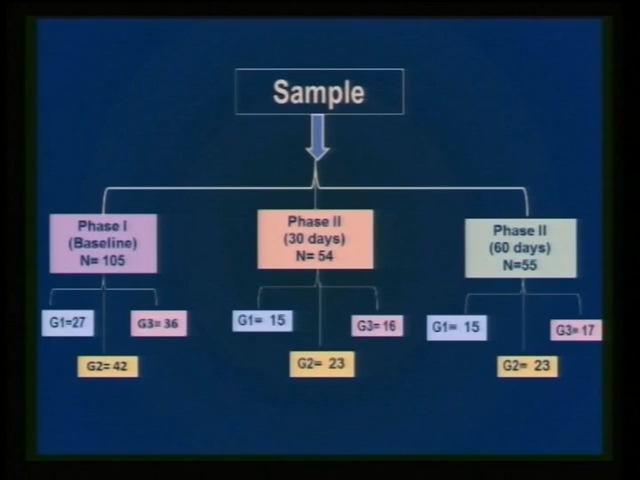 Sample
Phase I
(Baseline)
N= 105
Phase II
(30 days)
N= 54
Phase II
(60 days)
N=55
G1=27
G3= 36
G2= 42
G1= 15
G3= 16
G2= 23
G1= 15
G3= 17
G2= 23